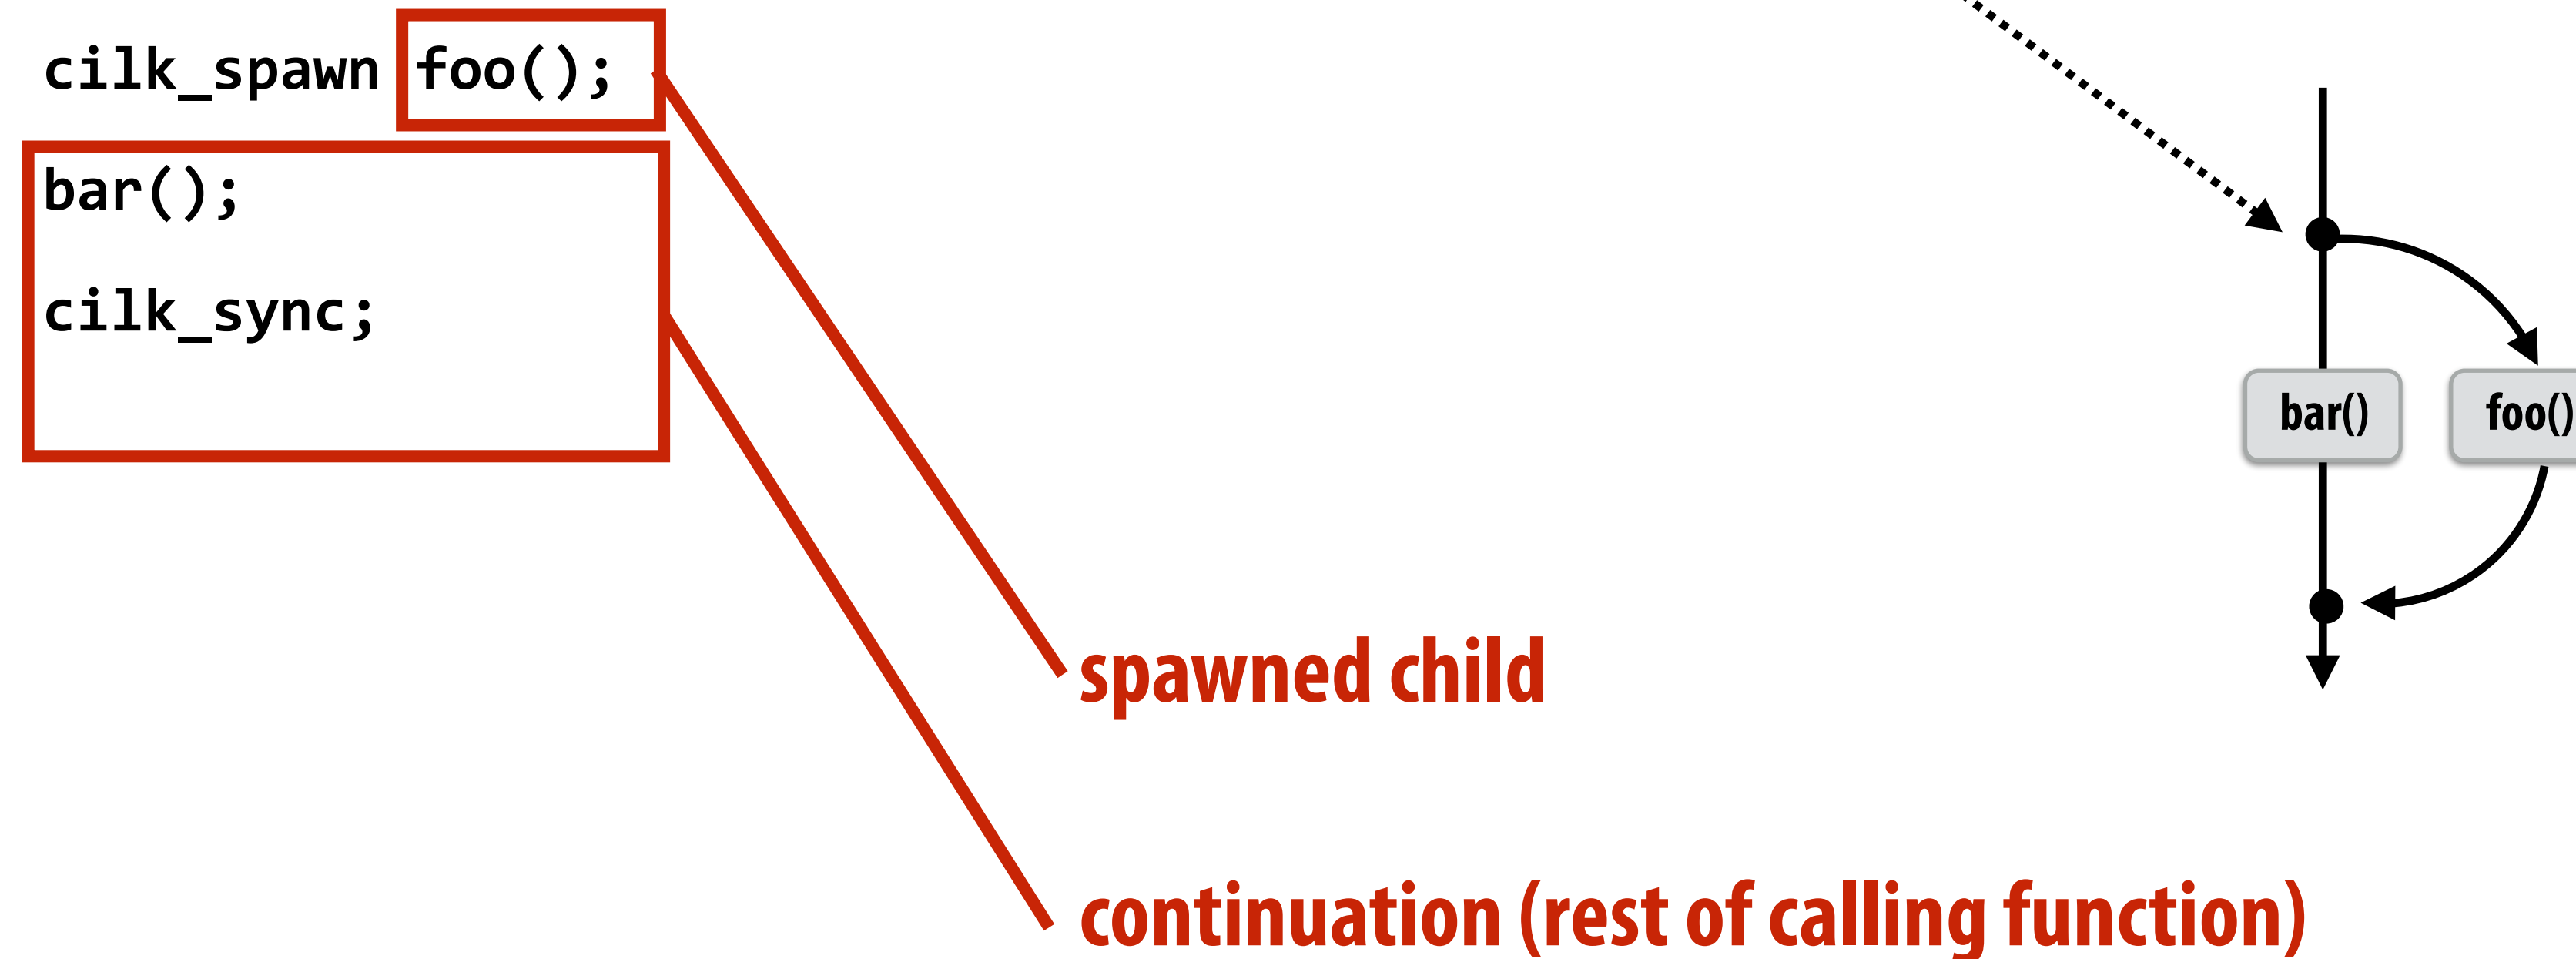 cilk_spawn foo();
bar();
cilk_sync;
bar()
foo()
spawned child
continuation (rest of calling function)